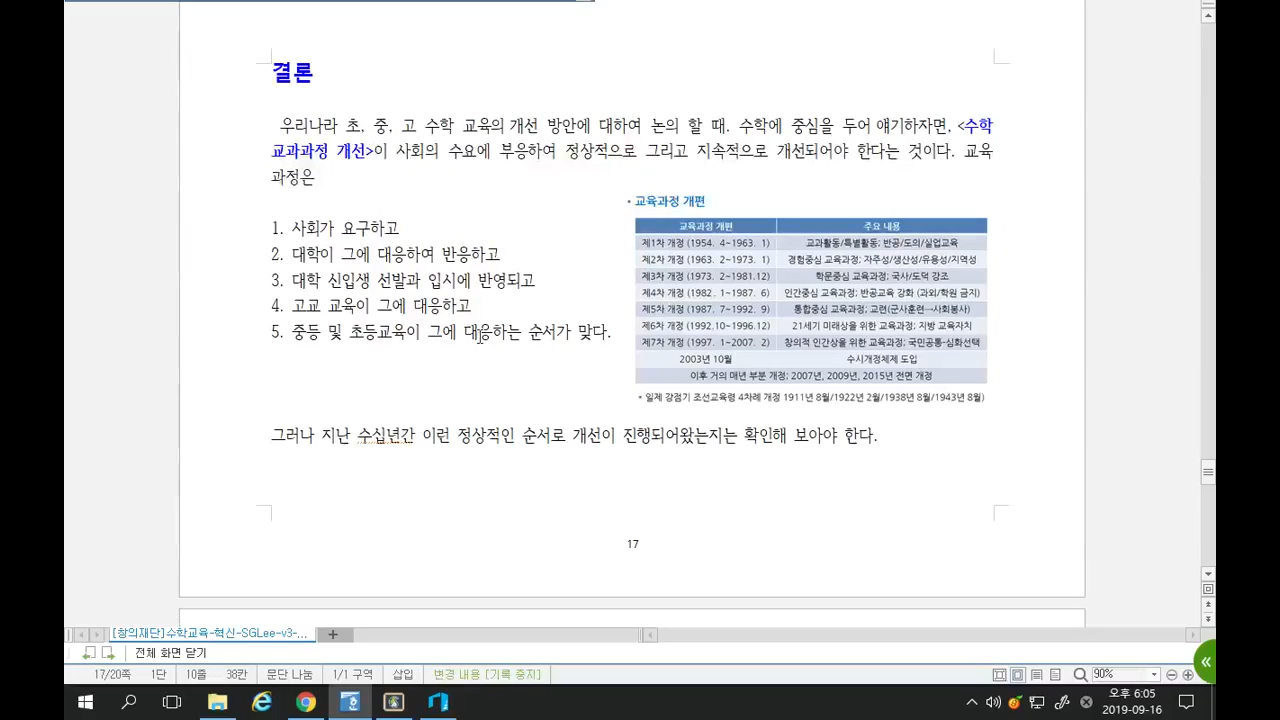 결론
우리나라 초, 중, 고 수학 교육의 개선 방안에 대하여 논의 할 때. 수학에 중심을 두어 얘기하자면, <수학
교과과정 개선>이 사회의 수요에 부응하여 정상적으로 그리고 지속적으로 개선되어야 한다는 것이다. 교육
과정은
1. 사회가 요구하고
2. 대학이 그에 대응하여 반응하고
3. 대학 신입생 선발과 입시에 반영되고
4. 고교 교육이 그에 대응하고
5. 중등 및 초등교육이 그에 대응하는 순서가 맞다.
• 교육과정 개편
교육과정 개편 주요 내용
제1차 개정 (1954. 4~1963. 1) 교과활동/특별활동; 반공/도의/실업교육
제2차 개정 (1963. 2~1973. 1) 경험중심 교육과정; 자주성/생산성/유용성/지역성
제3차 개정 (1973. 2~1981.12) 학문중심 교육과정; 국사/도덕 강조
제4차 개정 (1982. 1~1987. 6) 인간중심 교육과정; 반공교육 강화 (과외/학원 금지)
제5차 개정 (1987. 7~1992. 9) 통합중심 교육과정; 교련(군사훈련→사회봉사)
제6차 개정 (1992.10~1996.12) 21세기 미래상을 위한 교육과정; 지방 교육자치
제7차 개정 (1997. 1~2007. 2) 창의적 인간상을 위한 교육과정; 국민공통-심화선택
2003년 10월 수시개정체제 도입
이후 거의 매년 부분 개정; 2007년, 2009년, 2015년 전면 개정
* 일제 강점기 조선교육령 4차례 개정 1911년 8월/1922년 2월/1938년 8월/1943년 8월)
그러나 지난 수십년간 이런 정상적인 순서로 개선이 진행되어왔는지는 확인해 보아야 한다.
17
[창의재단]수학교육-혁신-SGLee-v3-...
전체 화면 닫기
17/20쪽 1단 10줄 38칸 문단 나눔 1/1 구역 삽입 변경 내용 [기록 중지] 90%
오후 6:05
2019-09-16